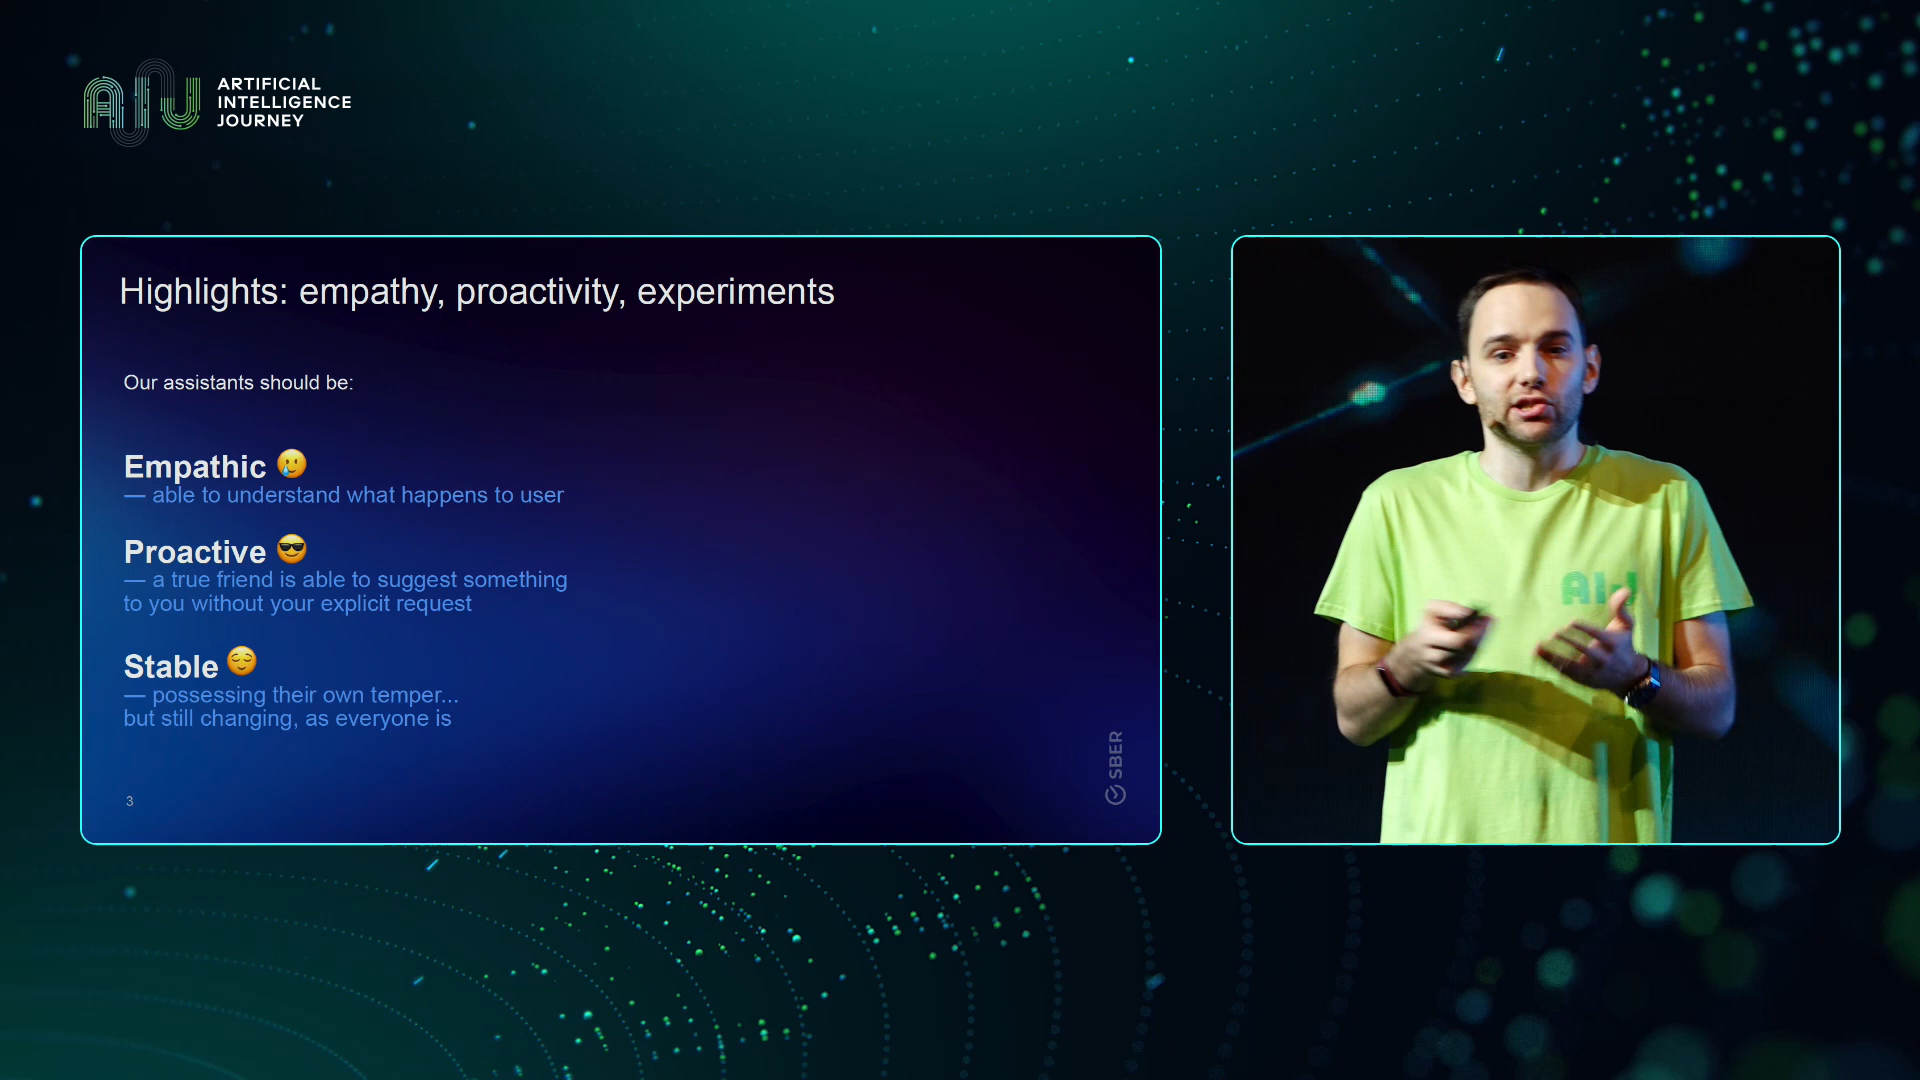 ARTIFICIAL
INTELLIGENCE
JOURNEY
Highlights: empathy, proactivity, experiments
Our assistants should be:
Empathic 🥲
— able to understand what happens to user
Proactive 😎
— a true friend is able to suggest something
to you without your explicit request
Stable 😌
— possessing their own temper...
but still changing, as everyone is
3
SBER
AIJ
AIJ